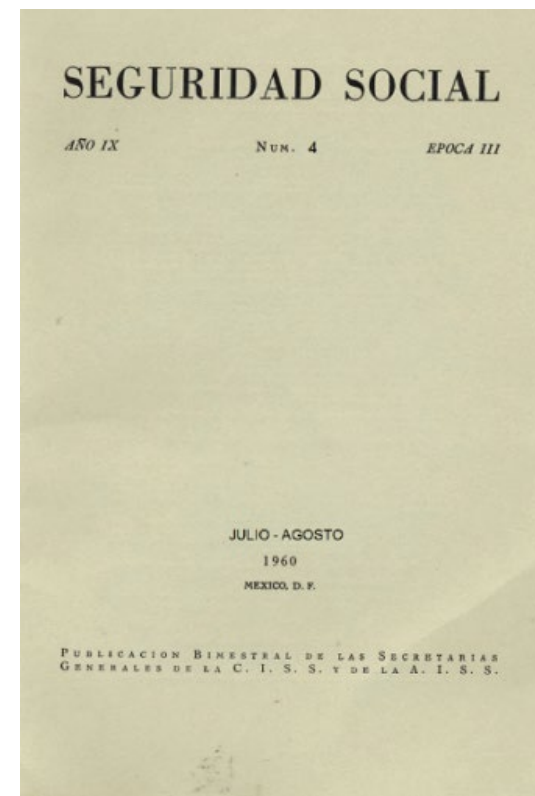 SEGURIDAD SOCIAL
AÑO IX NUM. 4 EPOCA III
JULIO - AGOSTO
1960
MEXICO, D. F.
PUBLICACION BIMESTRAL DE LAS SECRETARIAS
GENERALES DE LA C. I. S. S. Y DE LA A. I. S. S.